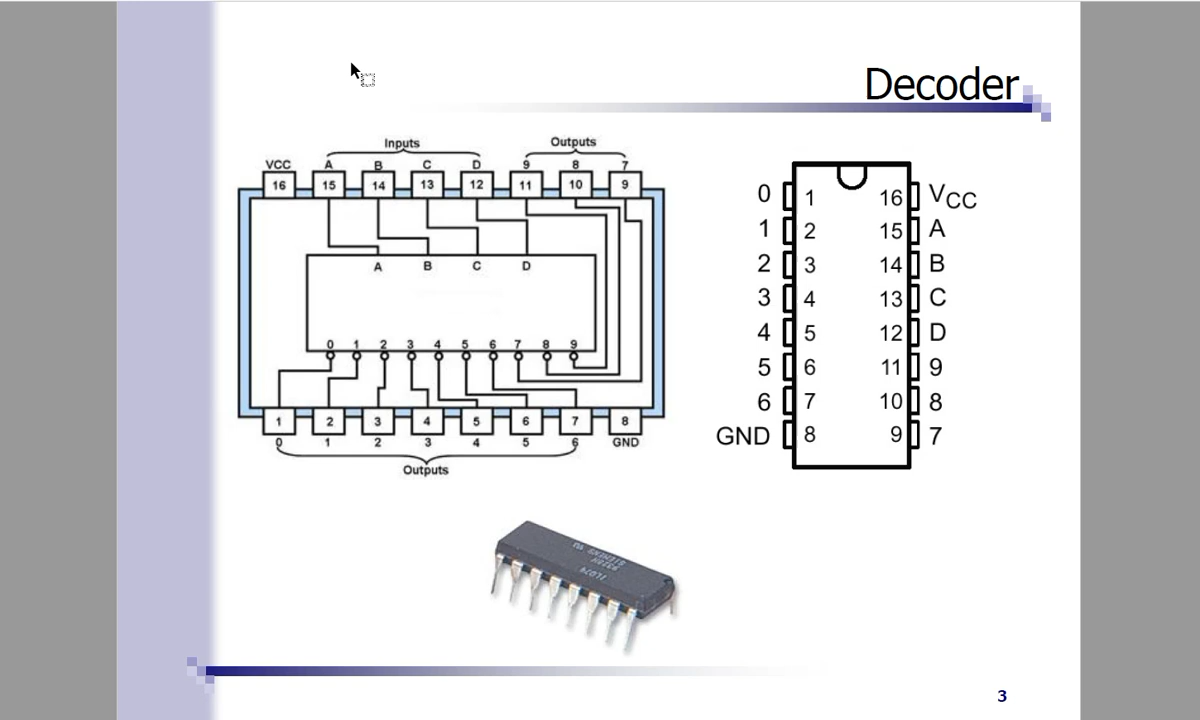 Decoder
Inputs
Outputs
VCC A B C D 9 8 7
16 15 14 13 12 11 10 9
A B C D
0 1 2 3 4 5 6 7 8 9
1 2 3 4 5 6 7 8
0 1 2 3 4 5 6 GND
Outputs
0 1 16 VCC
1 2 15 A
2 3 14 B
3 4 13 C
4 5 12 D
5 6 11 9
6 7 10 8
GND 8 9 7
3